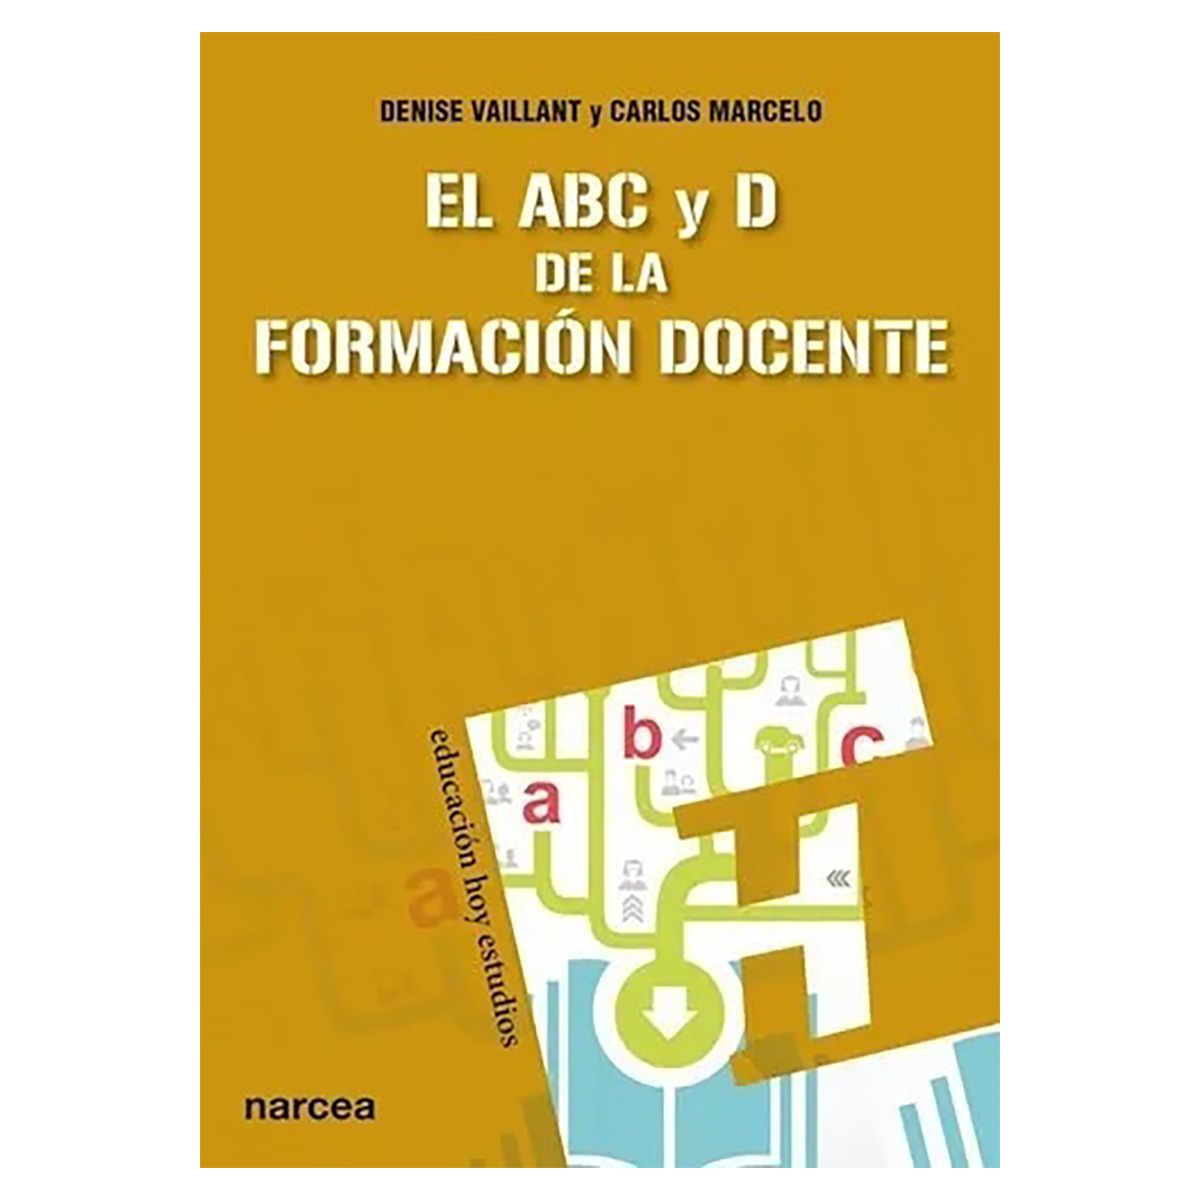 DENISE VAILLANT y CARLOS MARCELO
EL ABC y D
DE LA
FORMACIÓN DOCENTE
b
c
a
a
educación hoy estudios
narcea